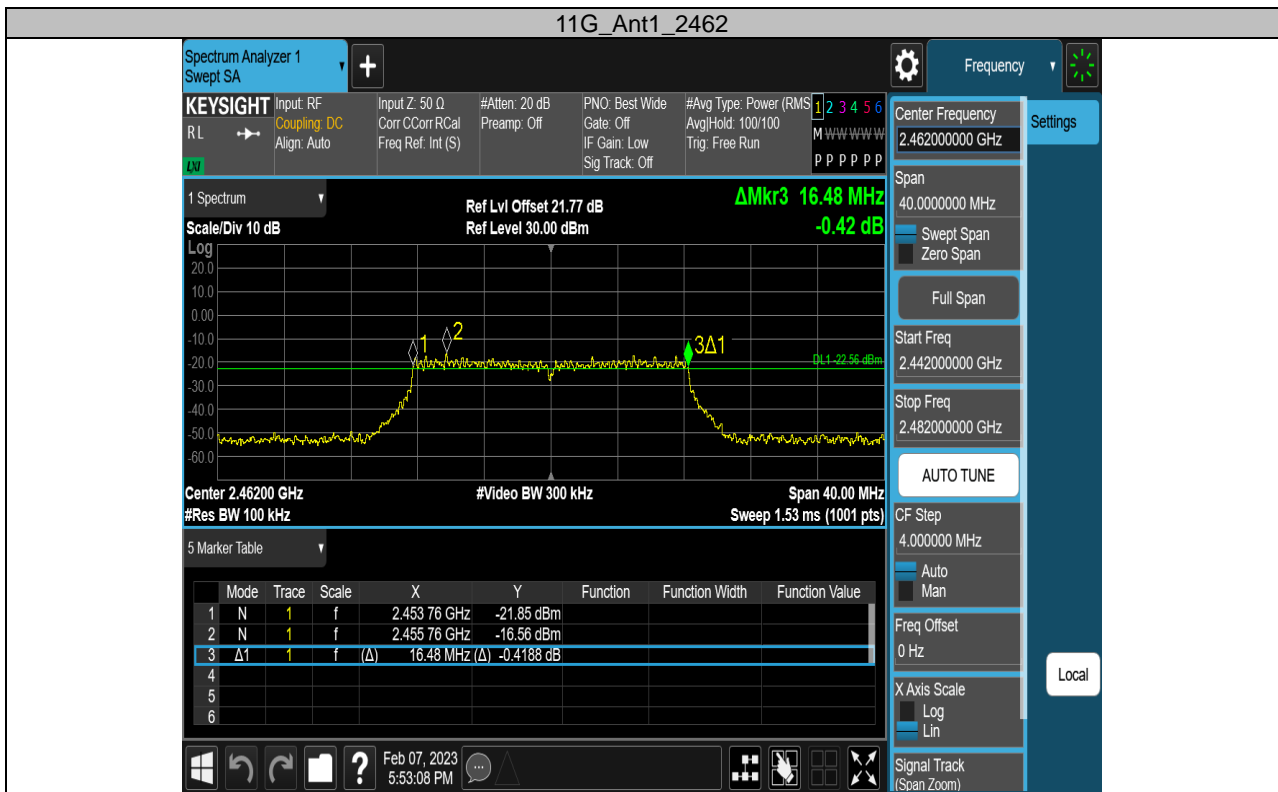 11G_Ant1_2462
Spectrum Analyzer 1
Swept SA
+
Frequency
KEYSIGHT
RL
LXI
Input: RF
Coupling: DC
Align: Auto
Input Z: 50 Ω
Corr CCorr RCal
Freq Ref: Int (S)
#Atten: 20 dB
Preamp: Off
PNO: Best Wide
Gate: Off
IF Gain: Low
Sig Track: Off
#Avg Type: Power (RMS
Avg|Hold: 100/100
Trig: Free Run
1 2 3 4 5 6
M W W W W W
P P P P P P
1 Spectrum
Scale/Div 10 dB
Ref Lvl Offset 21.77 dB
Ref Level 30.00 dBm
ΔMkr3 16.48 MHz
-0.42 dB
Log
20.0
10.0
0.00
-10.0
-20.0
-30.0
-40.0
-50.0
-60.0
1
2
3Δ1
DL1 -22.56 dBm
Center 2.46200 GHz
#Video BW 300 kHz
Span 40.00 MHz
#Res BW 100 kHz
Sweep 1.53 ms (1001 pts)
5 Marker Table
Mode Trace Scale X Y Function Function Width Function Value
1 N 1 f 2.453 76 GHz -21.85 dBm
2 N 1 f 2.455 76 GHz -16.56 dBm
3 Δ1 1 f (Δ) 16.48 MHz (Δ) -0.4188 dB
4
5
6
?
Feb 07, 2023
5:53:08 PM
Center Frequency
2.462000000 GHz
Settings
Span
40.0000000 MHz
Swept Span
Zero Span
Full Span
Start Freq
2.442000000 GHz
Stop Freq
2.482000000 GHz
AUTO TUNE
CF Step
4.000000 MHz
Auto
Man
Freq Offset
0 Hz
Local
X Axis Scale
Log
Lin
Signal Track
(Span Zoom)